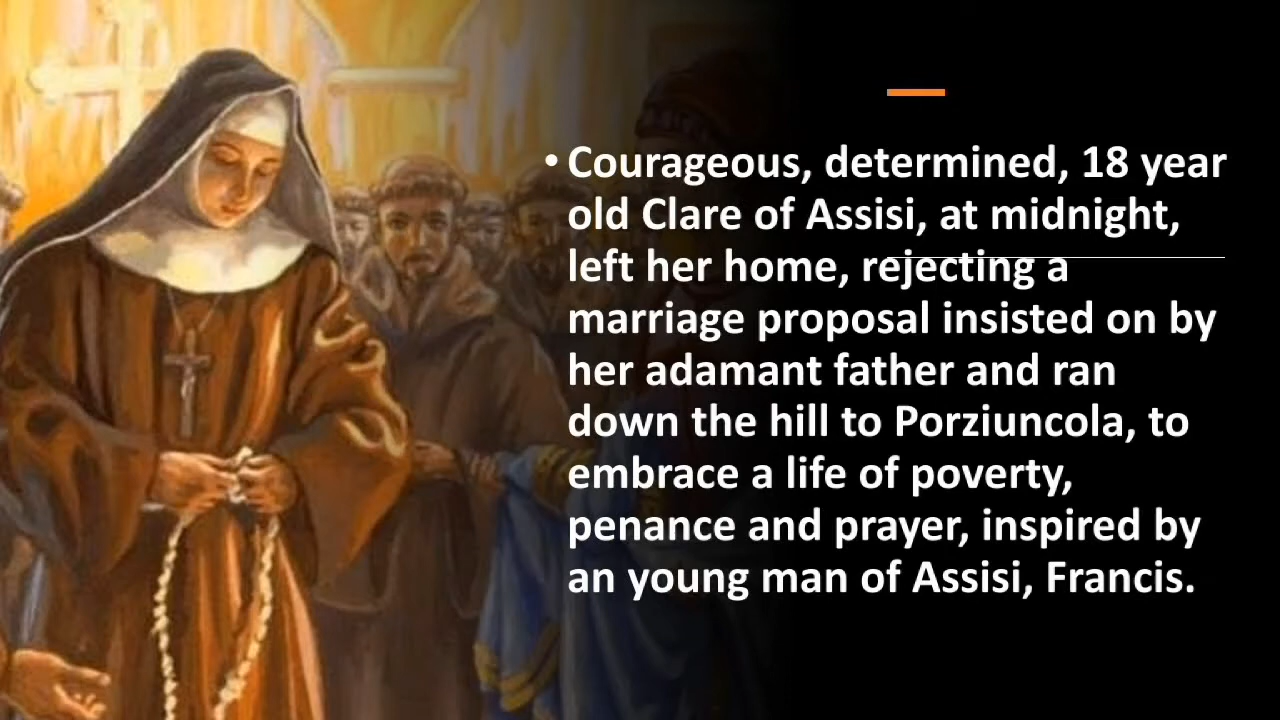 • Courageous, determined, 18 year
old Clare of Assisi, at midnight,
left her home, rejecting a
marriage proposal insisted on by
her adamant father and ran
down the hill to Porziuncola, to
embrace a life of poverty,
penance and prayer, inspired by
an young man of Assisi, Francis.